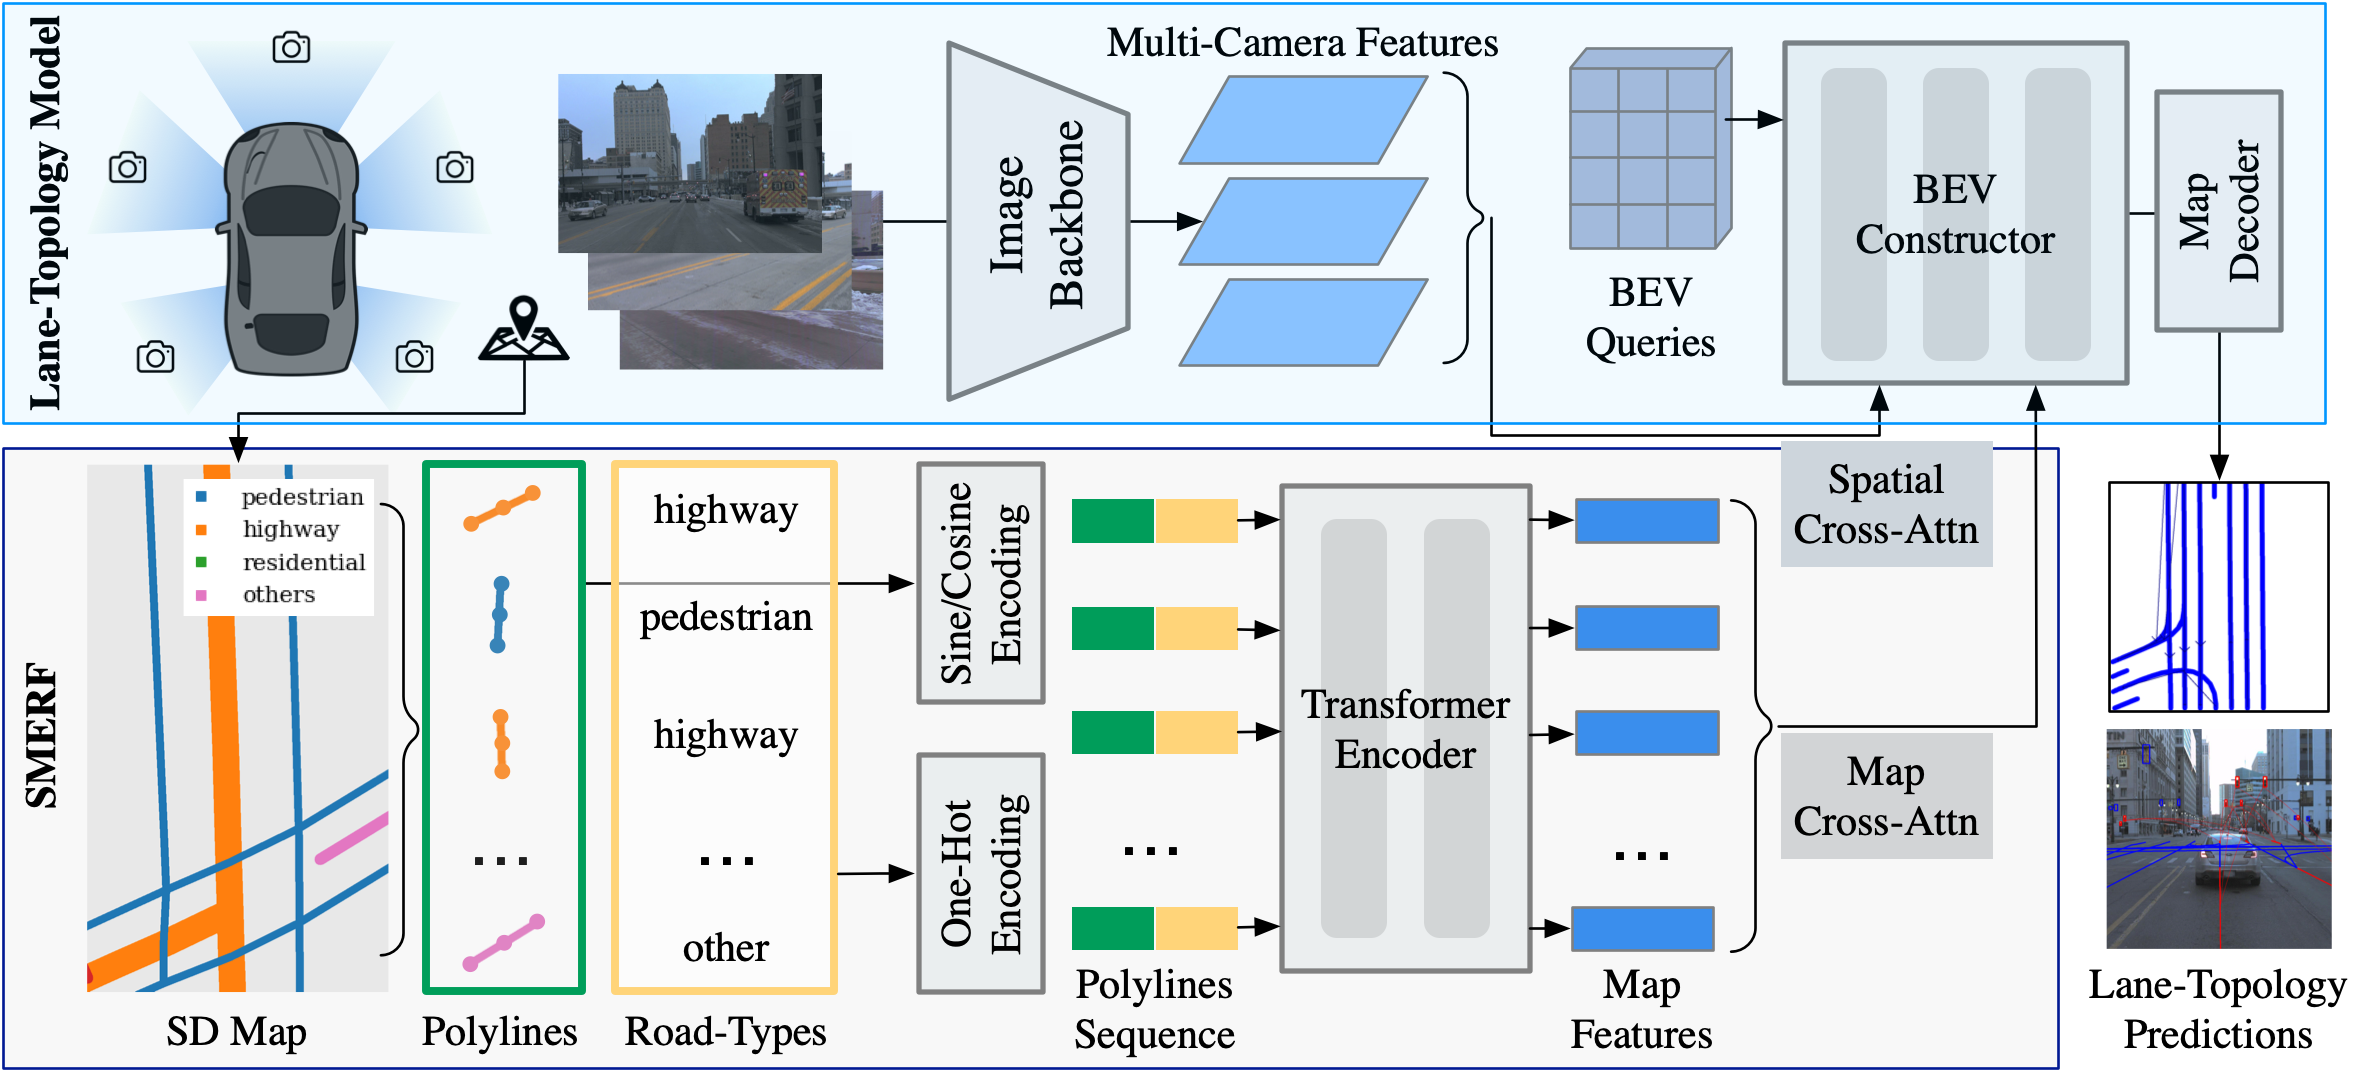 Lane-Topology Model
Multi-Camera Features
Image
Backbone
BEV
Queries
BEV
Constructor
Map
Decoder
SMERF
pedestrian
highway
residential
others
SD Map
Polylines
highway
pedestrian
highway
...
other
Road-Types
Sine/Cosine
Encoding
One-Hot
Encoding
...
Polylines
Sequence
Transformer
Encoder
...
Map
Features
Spatial
Cross-Attn
Map
Cross-Attn
Lane-Topology
Predictions